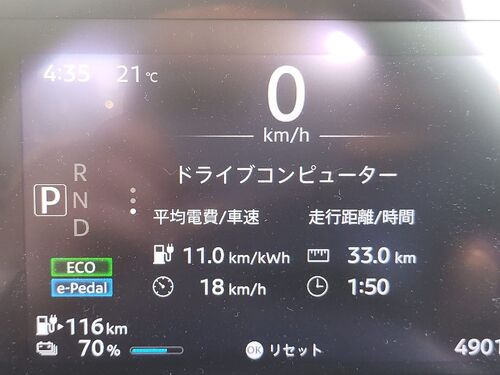 4:35 21°C
0
km/h
R
N
D
P
ドライブコンピューター
平均電費/車速 走行距離/時間
11.0 km/kWh 33.0 km
18 km/h 1:50
ECO
e-Pedal
116 km
70 %
OK リセット
4901